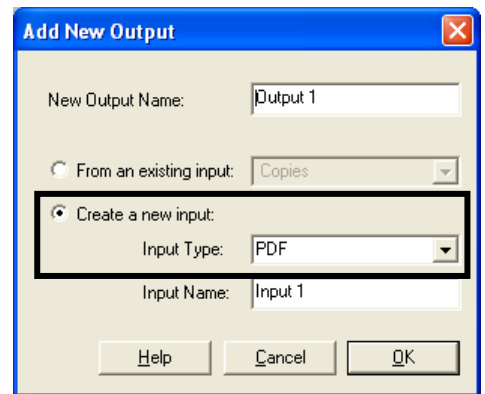 Add New Output
New Output Name: Output 1
From an existing input: Copies
Create a new input:
Input Type: PDF
Input Name: Input 1
Help Cancel OK